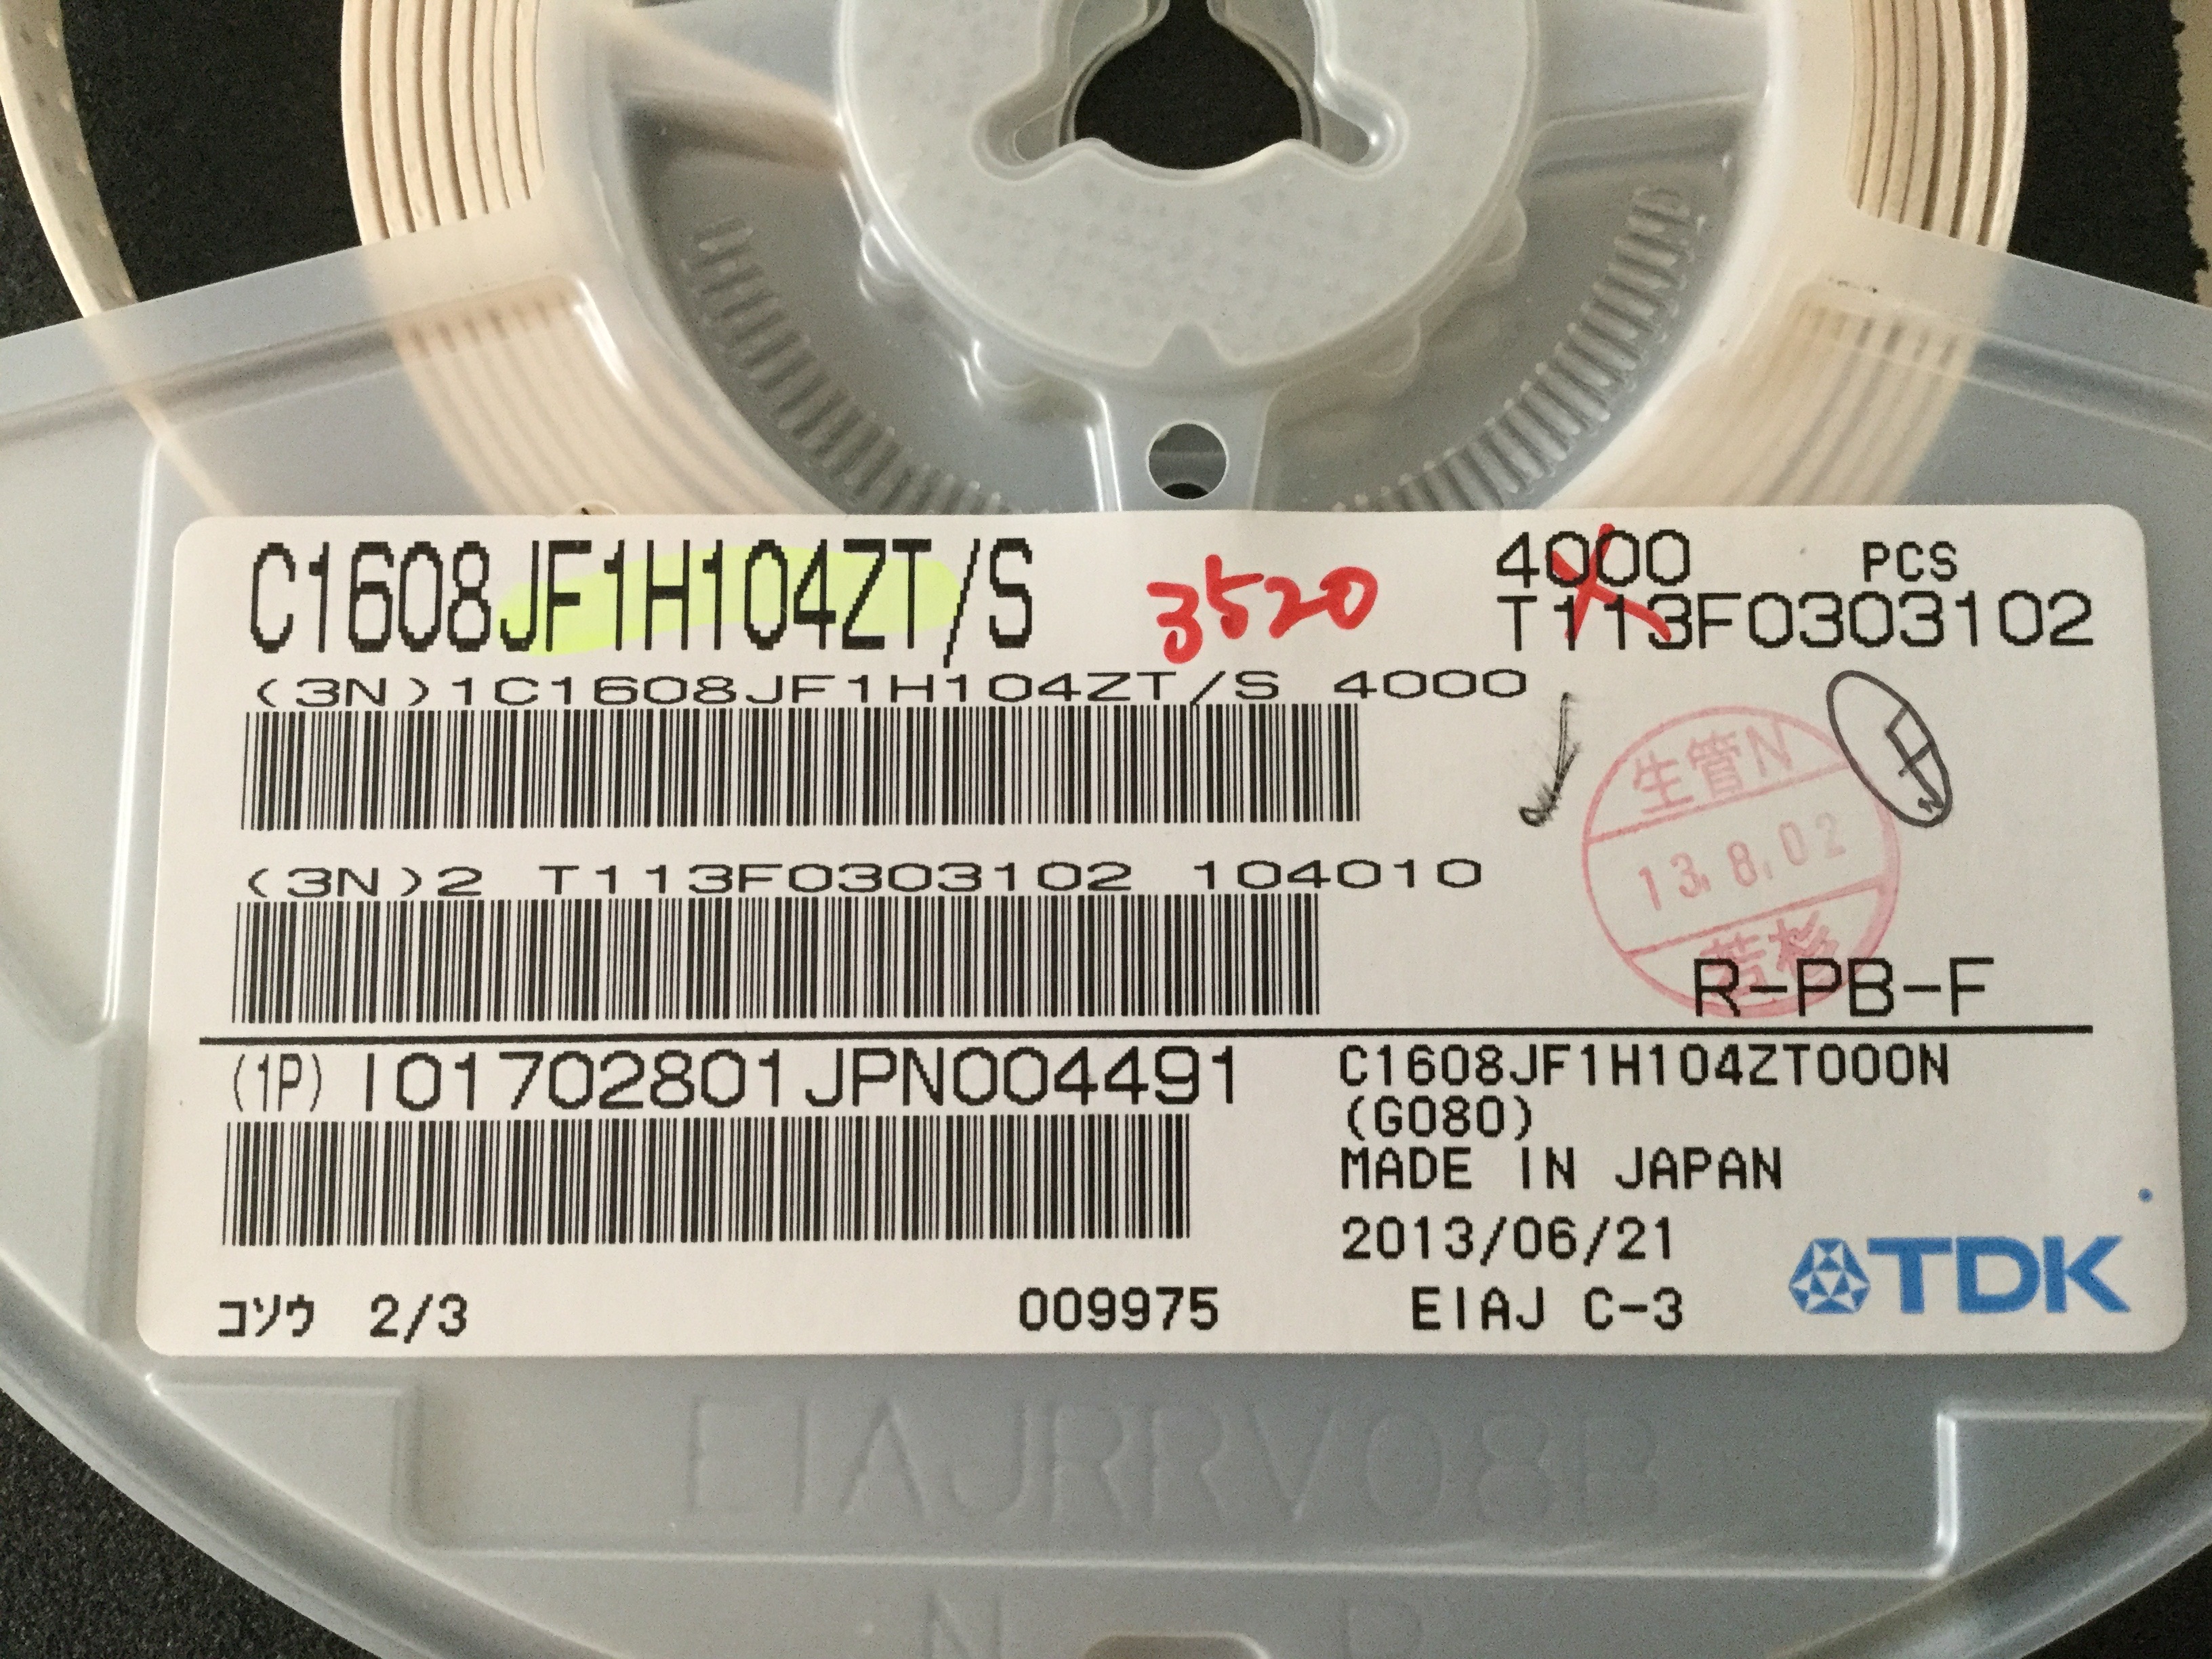 C1608JF1H104ZT/S
3520
4000 PCS
T113F0303102
(3N)1C1608JF1H104ZT/S 4000
(3N)2 T113F0303102 104010
生管N
13.8.02
若杉
R-PB-F
(1P) I01702801JPN004491
C1608JF1H104ZT000N
(G080)
MADE IN JAPAN
2013/06/21
コソウ 2/3
009975
EIAJ C-3
TDK
EIAJRRV08B
N